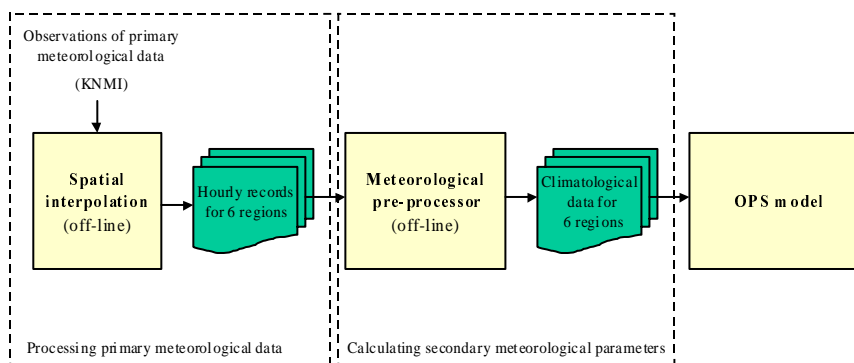 Observations of primary
meteorological data
(KNMI)
Spatial
interpolation
(off-line)
Hourly records
for 6 regions
Meteorological
pre-processor
(off-line)
Climatological
data for
6 regions
OPS model
Processing primary meteorological data
Calculating secondary meteorological parameters